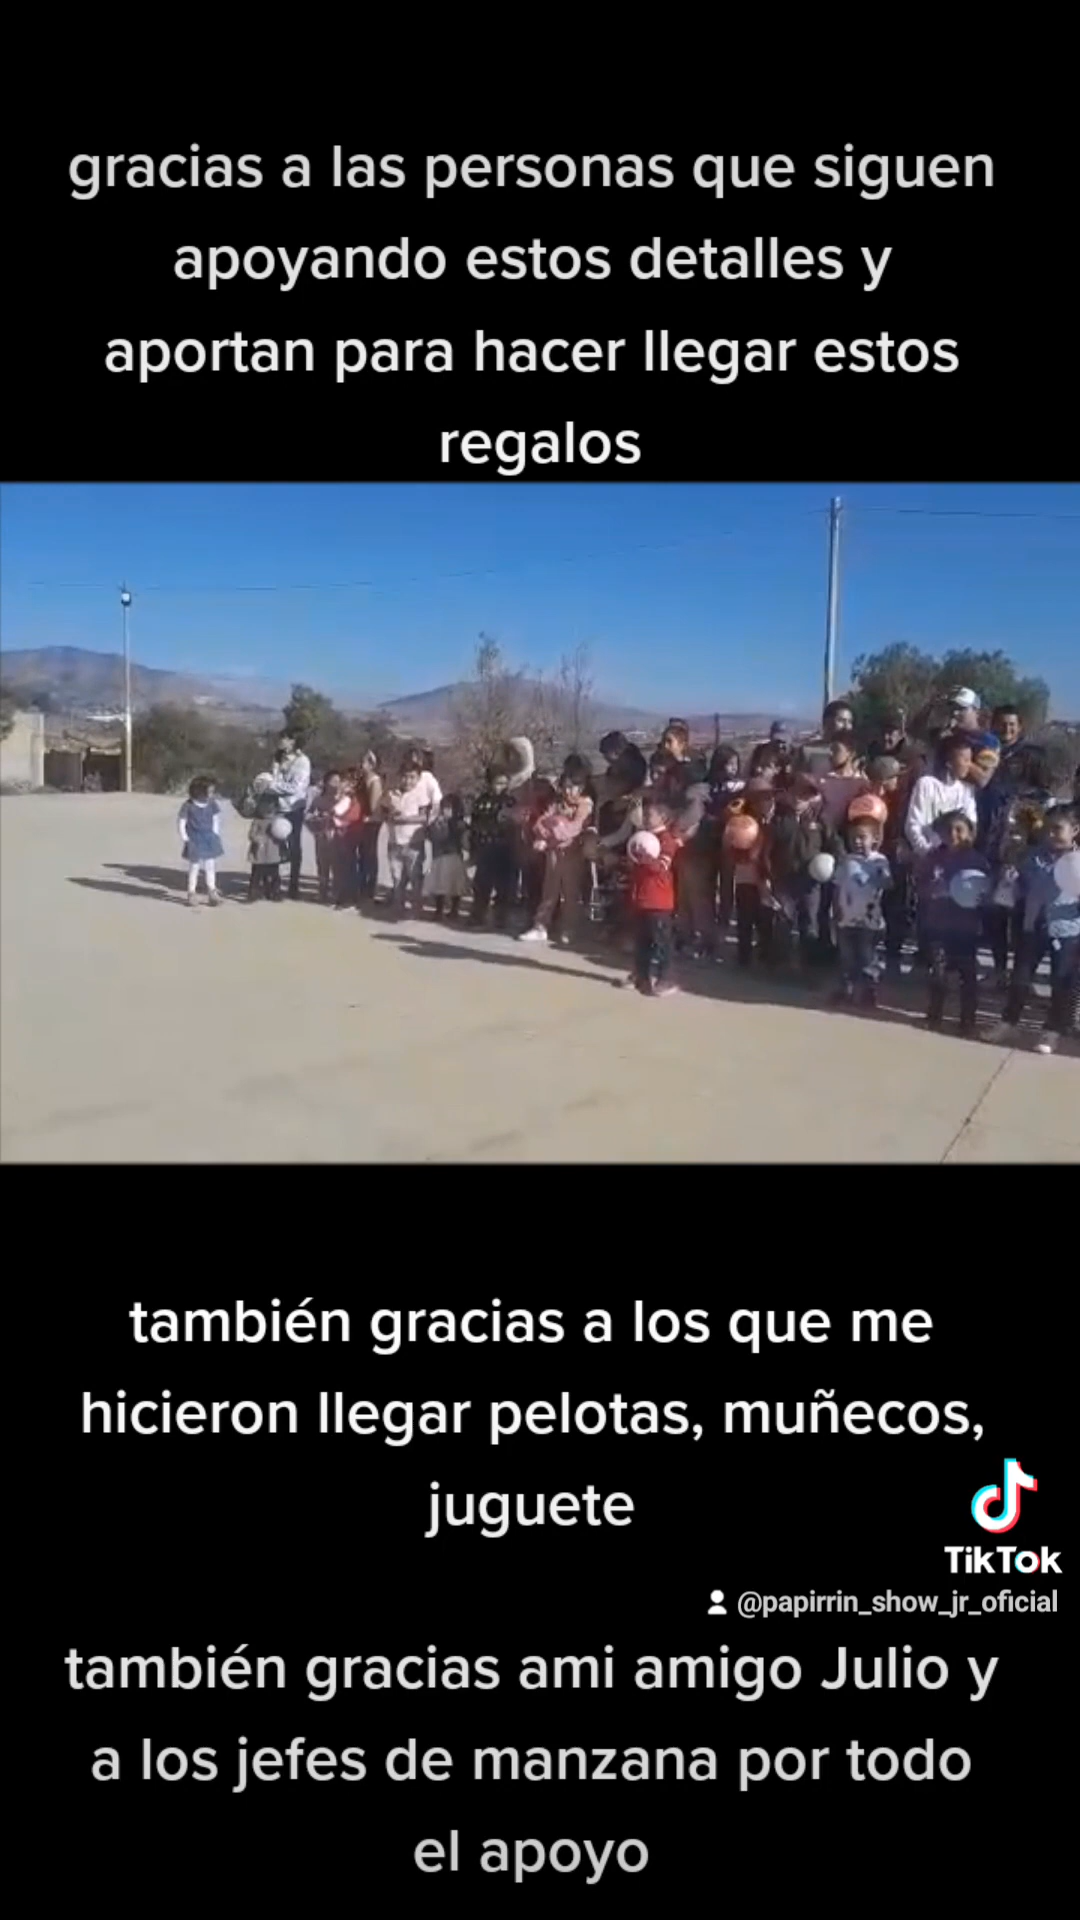 gracias a las personas que siguen
apoyando estos detalles y
aportan para hacer llegar estos
regalos
también gracias a los que me
hicieron llegar pelotas, muñecos,
juguete
TikTok
@papirrin_show_jr_oficial
también gracias ami amigo Julio y
a los jefes de manzana por todo
el apoyo